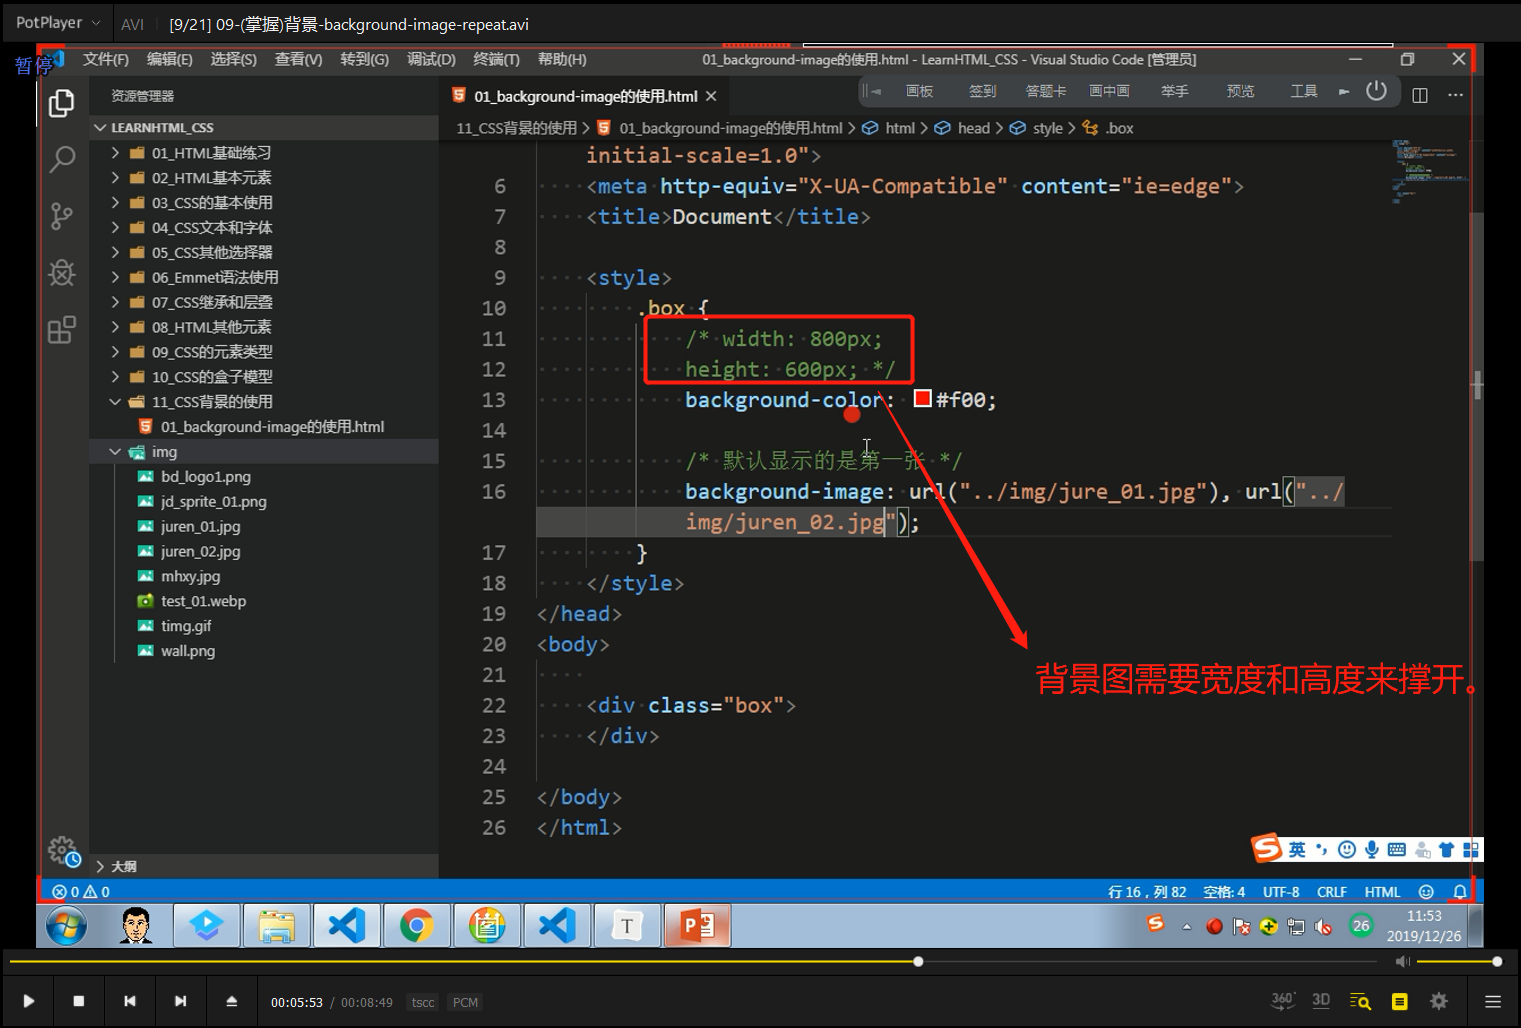 PotPlayer
AVI
[9/21] 09-(掌握)背景-background-image-repeat.avi
暂停
文件(F) 编辑(E) 选择(S) 查看(V) 转到(G) 调试(D) 终端(T) 帮助(H)
01_background-image的使用.html - LearnHTML_CSS - Visual Studio Code [管理员]
资源管理器
01_background-image的使用.html
画板 签到 答题卡 画中画 举手 预览 工具
LEARNHTML_CSS
11_CSS背景的使用 > 01_background-image的使用.html > html > head > style > .box
01_HTML基础练习
02_HTML基本元素
03_CSS的基本使用
04_CSS文本和字体
05_CSS其他选择器
06_Emmet语法使用
07_CSS继承和层叠
08_HTML其他元素
09_CSS的元素类型
10_CSS的盒子模型
11_CSS背景的使用
01_background-image的使用.html
img
bd_logo1.png
jd_sprite_01.png
juren_01.jpg
juren_02.jpg
mhxy.jpg
test_01.webp
timg.gif
wall.png
大纲
initial-scale=1.0">
6 <meta http-equiv="X-UA-Compatible" content="ie=edge">
7 <title>Document</title>
8
9 <style>
10 .box {
11 /* width: 800px;
12 height: 600px; */
13 background-color: #f00;
14
15 /* 默认显示的是第一张 */
16 background-image: url("../img/jure_01.jpg"), url("../
img/juren_02.jpg");
17 }
18 </style>
19 </head>
20 <body>
21
22 <div class="box">
23 </div>
24
25 </body>
26 </html>
背景图需要宽度和高度来撑开。
英
0 0
行 16，列 82 空格: 4 UTF-8 CRLF HTML
T
26
11:53
2019/12/26
00:05:53 / 00:08:49 tscc PCM
360° 3D